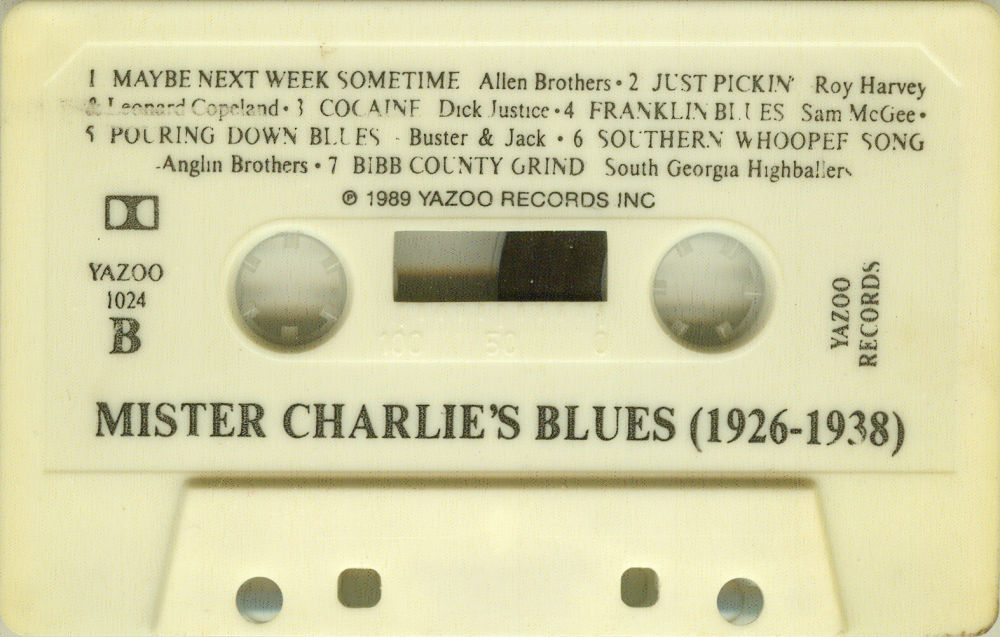 1 MAYBE NEXT WEEK SOMETIME Allen Brothers • 2 JUST PICKIN' Roy Harvey
& Leonard Copeland • 3 COCAINE Dick Justice • 4 FRANKLIN BLUES Sam McGee •
5 POURING DOWN BLUES - Buster & Jack • 6 SOUTHERN WHOOPEE SONG
-Anglin Brothers • 7 BIBB COUNTY GRIND South Georgia Highballers
℗ 1989 YAZOO RECORDS INC
YAZOO
1024
B
100 50 0
YAZOO
RECORDS
MISTER CHARLIE'S BLUES (1926-1938)